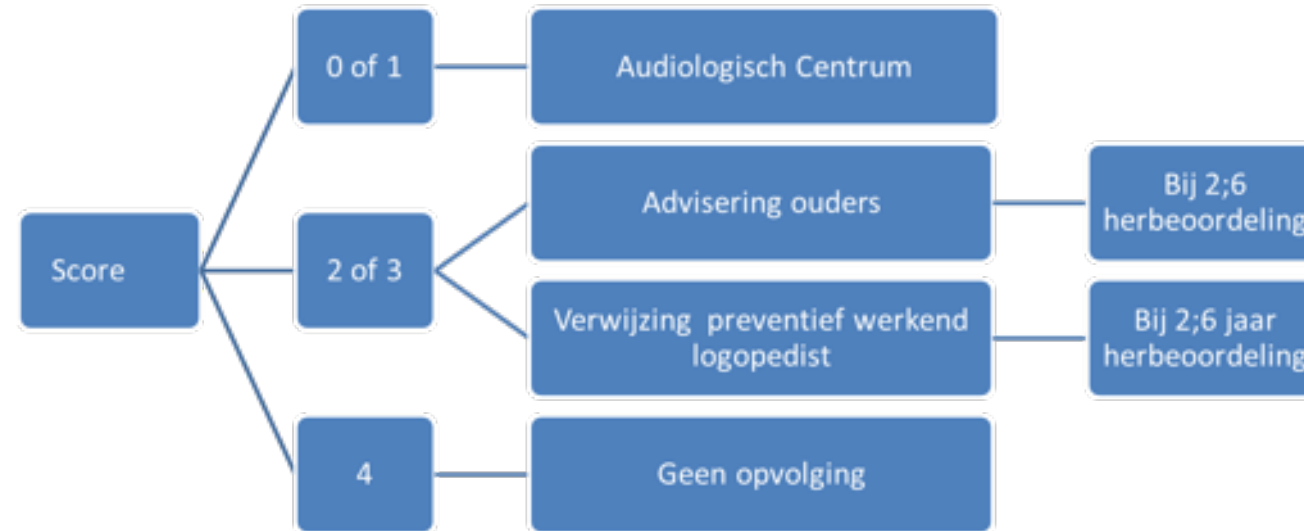 0 of 1
Audiologisch Centrum
Score
2 of 3
Advisering ouders
Bij 2;6
herbeoordeling
Verwijzing preventief werkend
logopedist
Bij 2;6 jaar
herbeoordeling
4
Geen opvolging